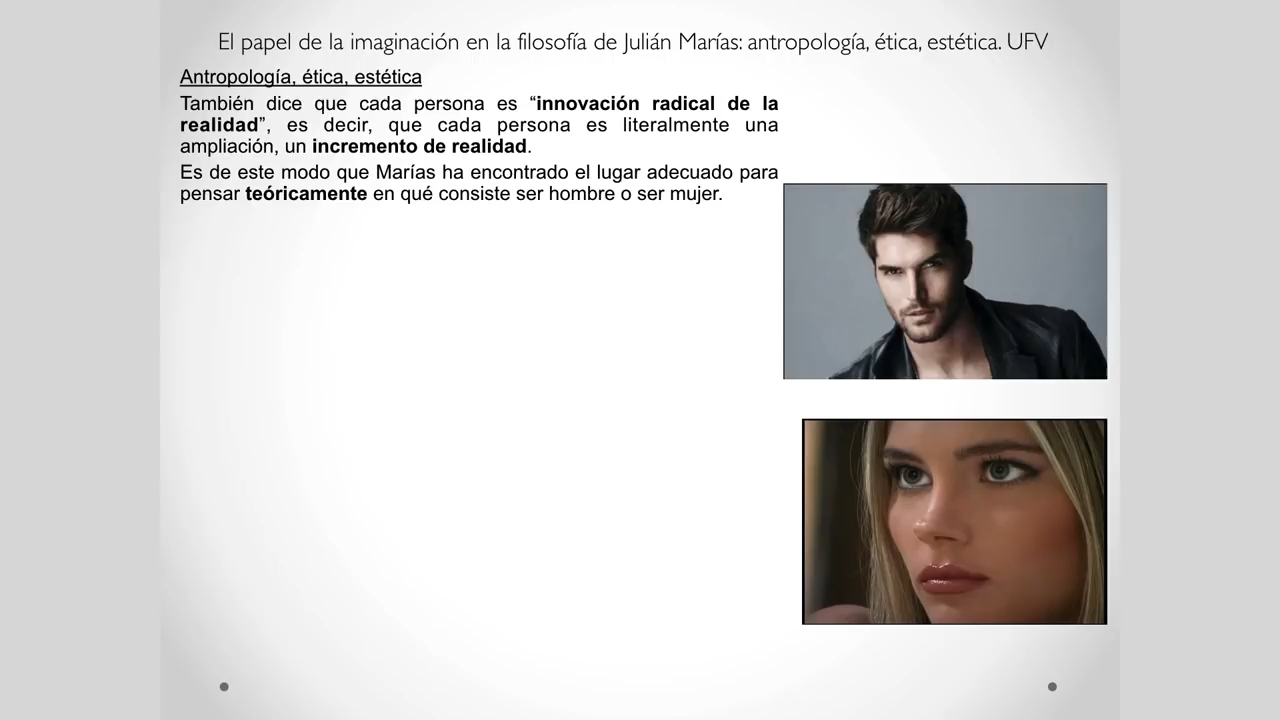 El papel de la imaginación en la filosofía de Julián Marías: antropología, ética, estética. UFV
Antropología, ética, estética
También dice que cada persona es “innovación radical de la
realidad”, es decir, que cada persona es literalmente una
ampliación, un incremento de realidad.
Es de este modo que Marías ha encontrado el lugar adecuado para
pensar teóricamente en qué consiste ser hombre o ser mujer.